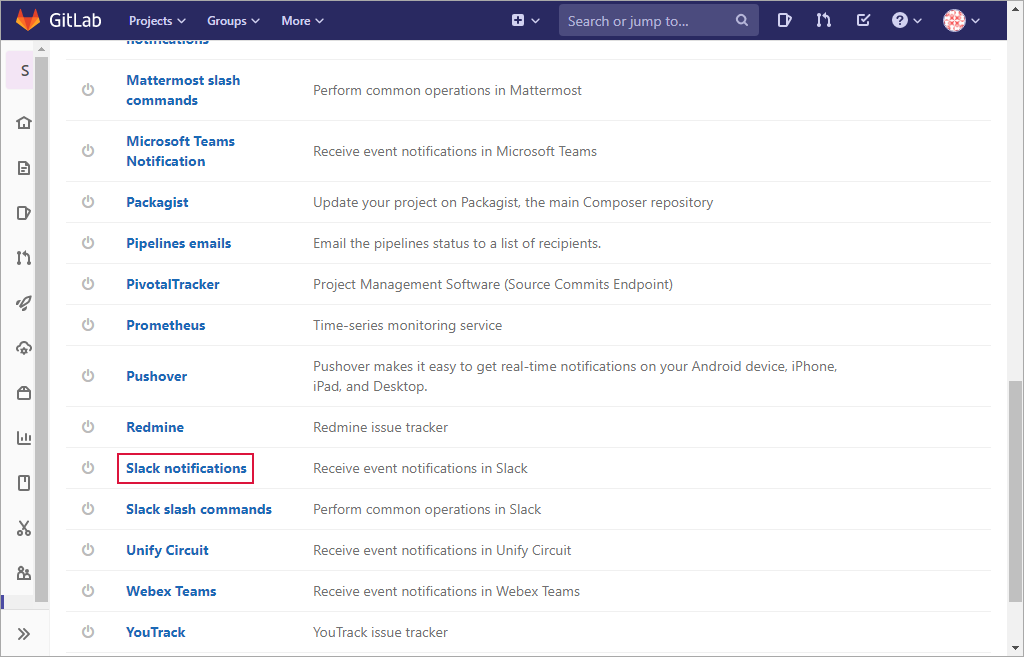 GitLab Projects Groups More Search or jump to...
S
notifications
Mattermost slash
commands
Perform common operations in Mattermost
Microsoft Teams
Notification
Receive event notifications in Microsoft Teams
Packagist Update your project on Packagist, the main Composer repository
Pipelines emails Email the pipelines status to a list of recipients.
PivotalTracker Project Management Software (Source Commits Endpoint)
Prometheus Time-series monitoring service
Pushover
Pushover makes it easy to get real-time notifications on your Android device, iPhone,
iPad, and Desktop.
Redmine Redmine issue tracker
Slack notifications Receive event notifications in Slack
Slack slash commands Perform common operations in Slack
Unify Circuit Receive event notifications in Unify Circuit
Webex Teams Receive event notifications in Webex Teams
YouTrack YouTrack issue tracker